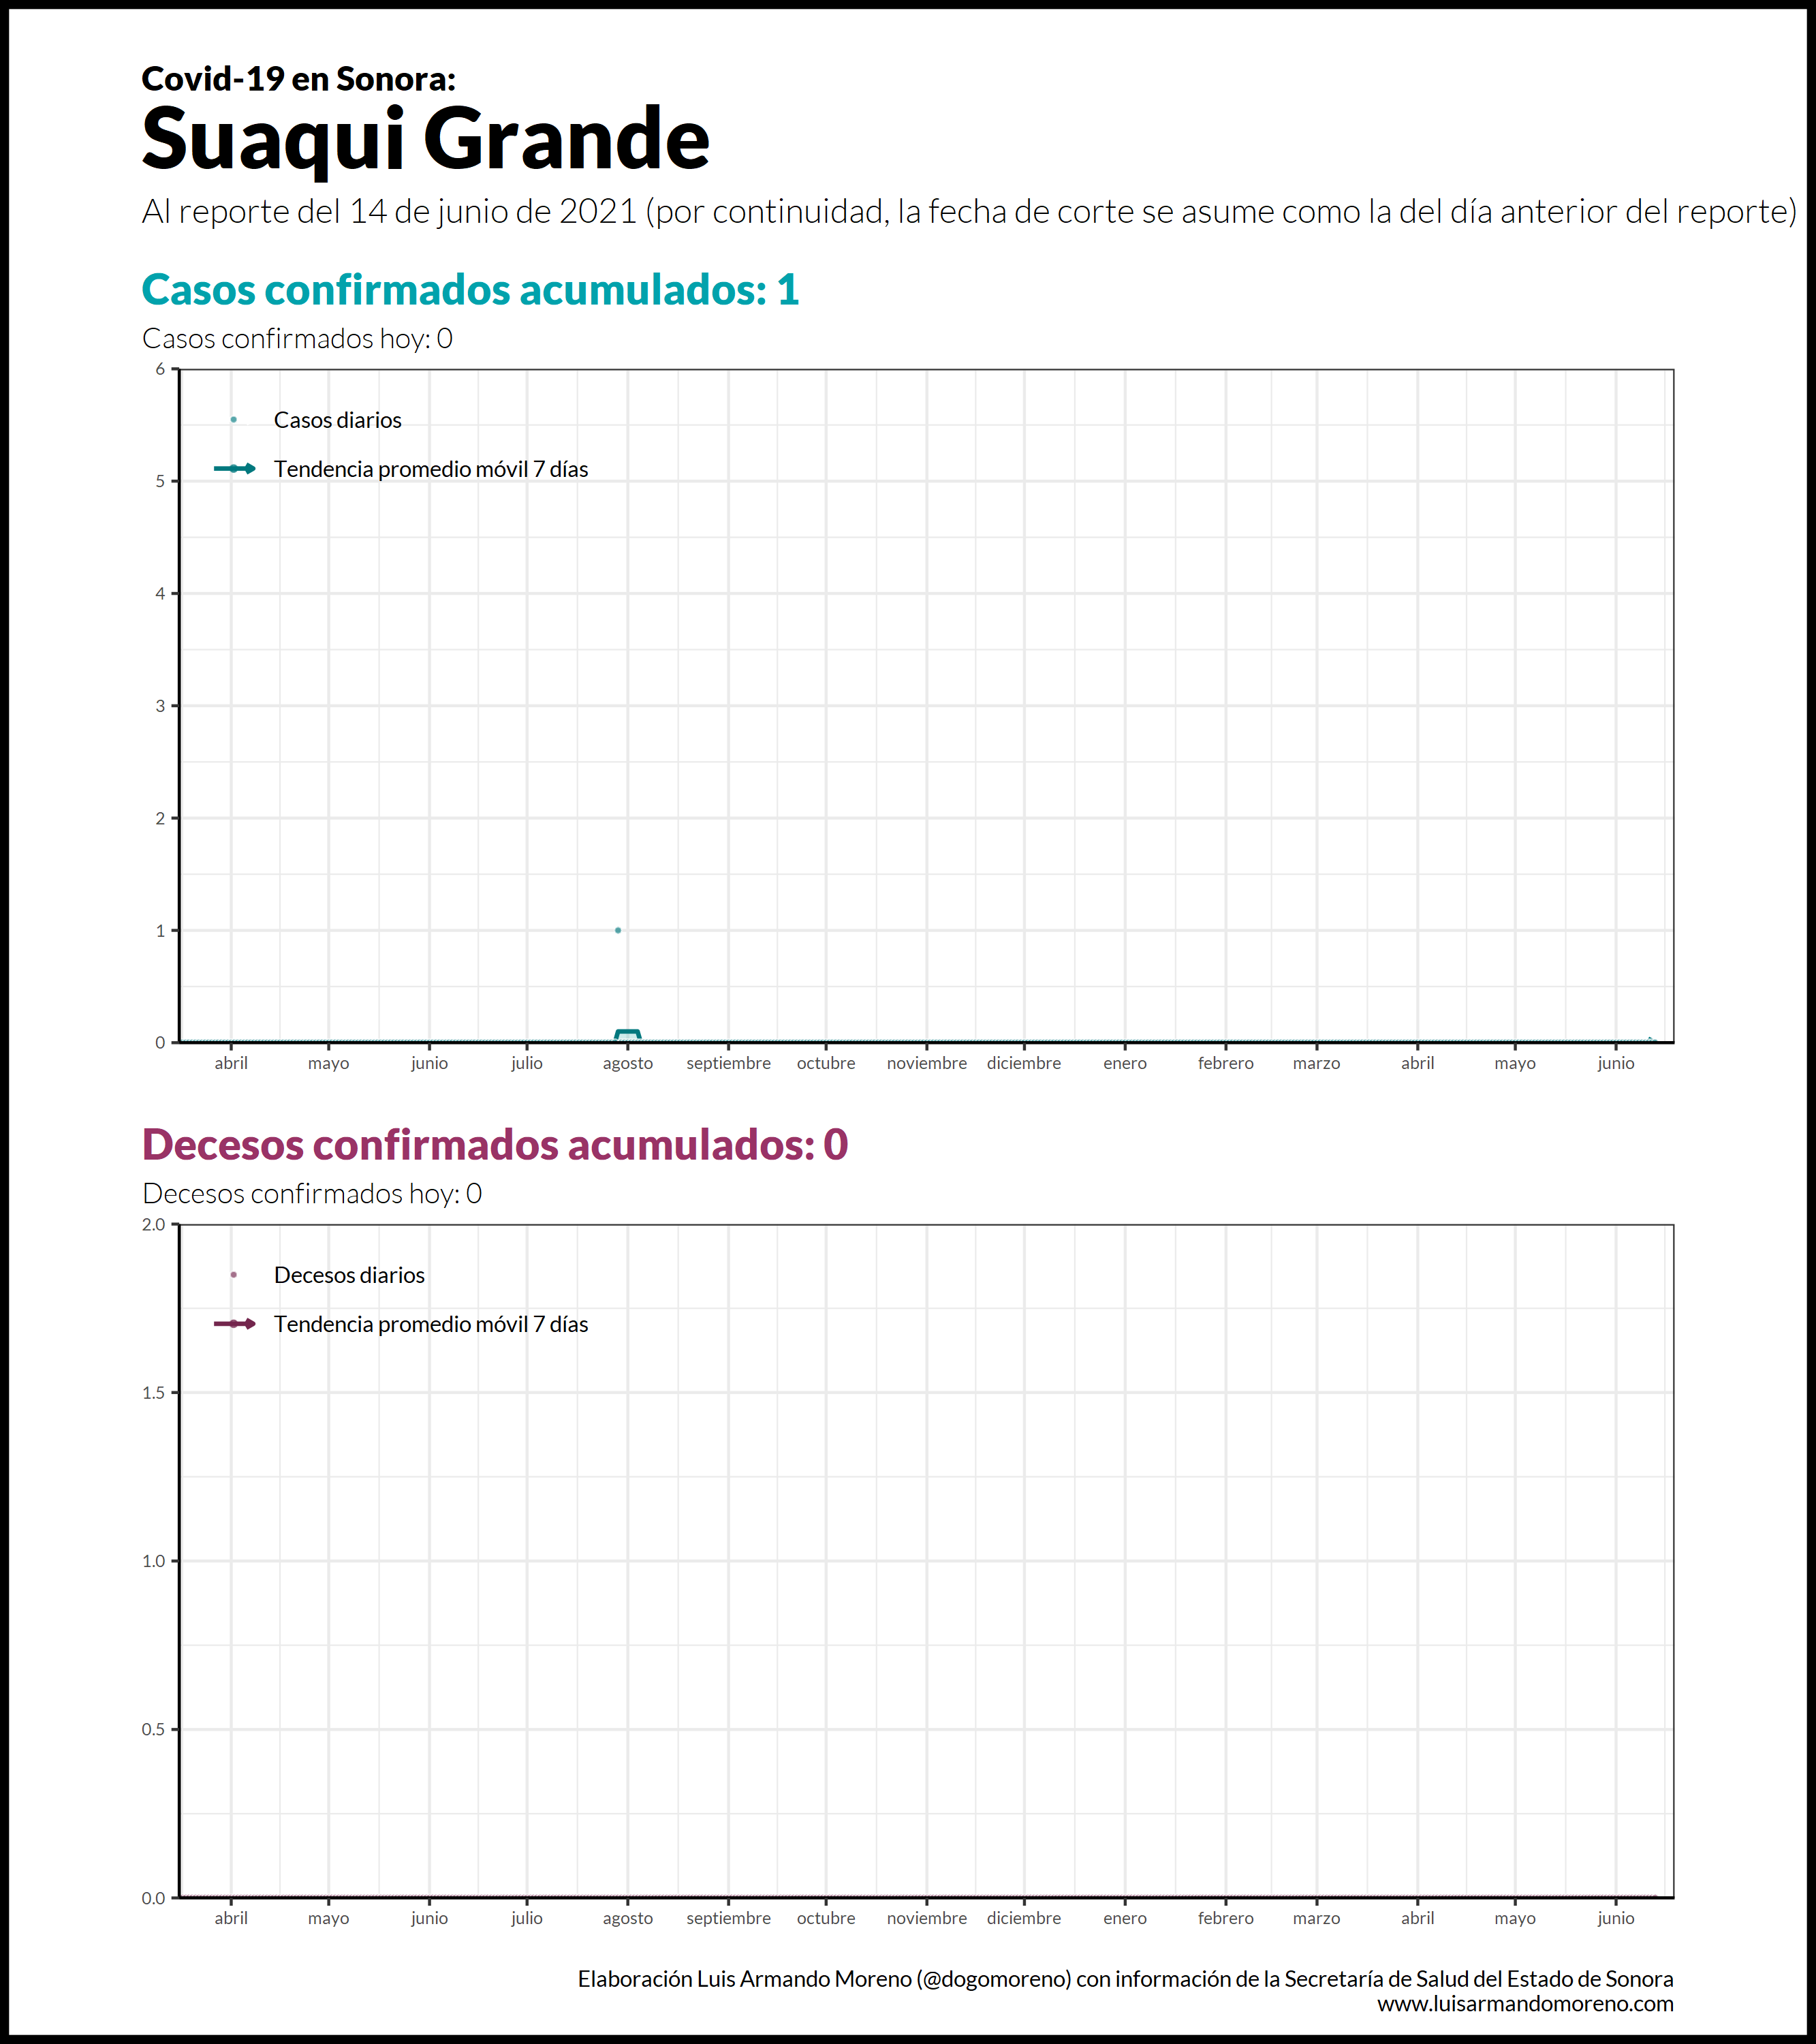 Covid-19 en Sonora:
Suaqui Grande
Al reporte del 14 de junio de 2021 (por continuidad, la fecha de corte se asume como la del día anterior del reporte)
Casos confirmados acumulados: 1
Casos confirmados hoy: 0
6
Casos diarios
Tendencia promedio móvil 7 días
5
4
3
2
1
0
abril mayo junio julio agosto septiembre octubre noviembre diciembre enero febrero marzo abril mayo junio
Decesos confirmados acumulados: 0
Decesos confirmados hoy: 0
2.0
Decesos diarios
Tendencia promedio móvil 7 días
1.5
1.0
0.5
0.0
abril mayo junio julio agosto septiembre octubre noviembre diciembre enero febrero marzo abril mayo junio
Elaboración Luis Armando Moreno (@dogomoreno) con información de la Secretaría de Salud del Estado de Sonora
www.luisarmandomoreno.com